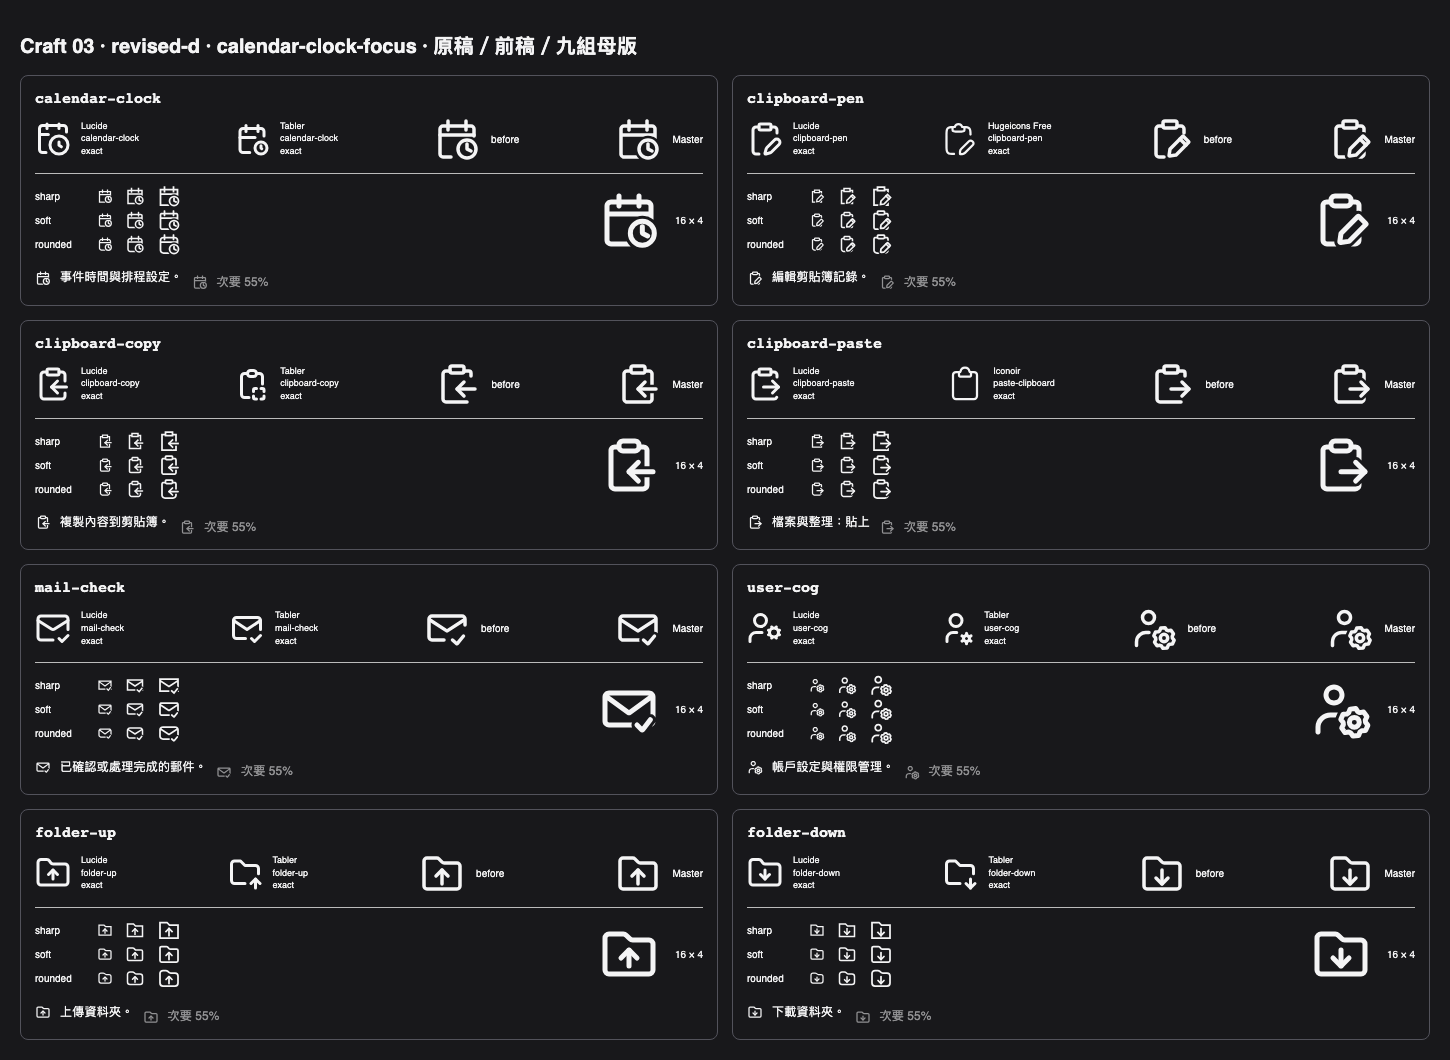 Craft 03 · revised-d · calendar-clock-focus · 原稿 / 前稿 / 九組母版
calendar-clock
Lucide
calendar-clock
exact
Tabler
calendar-clock
exact
before
Master
sharp
soft
rounded
16 × 4
事件時間與排程設定。
次要 55%
clipboard-pen
Lucide
clipboard-pen
exact
Hugeicons Free
clipboard-pen
exact
before
Master
sharp
soft
rounded
16 × 4
編輯剪貼簿記錄。
次要 55%
clipboard-copy
Lucide
clipboard-copy
exact
Tabler
clipboard-copy
exact
before
Master
sharp
soft
rounded
16 × 4
複製內容到剪貼簿。
次要 55%
clipboard-paste
Lucide
clipboard-paste
exact
Iconoir
paste-clipboard
exact
before
Master
sharp
soft
rounded
16 × 4
檔案與整理：貼上
次要 55%
mail-check
Lucide
mail-check
exact
Tabler
mail-check
exact
before
Master
sharp
soft
rounded
16 × 4
已確認或處理完成的郵件。
次要 55%
user-cog
Lucide
user-cog
exact
Tabler
user-cog
exact
before
Master
sharp
soft
rounded
16 × 4
帳戶設定與權限管理。
次要 55%
folder-up
Lucide
folder-up
exact
Tabler
folder-up
exact
before
Master
sharp
soft
rounded
16 × 4
上傳資料夾。
次要 55%
folder-down
Lucide
folder-down
exact
Tabler
folder-down
exact
before
Master
sharp
soft
rounded
16 × 4
下載資料夾。
次要 55%